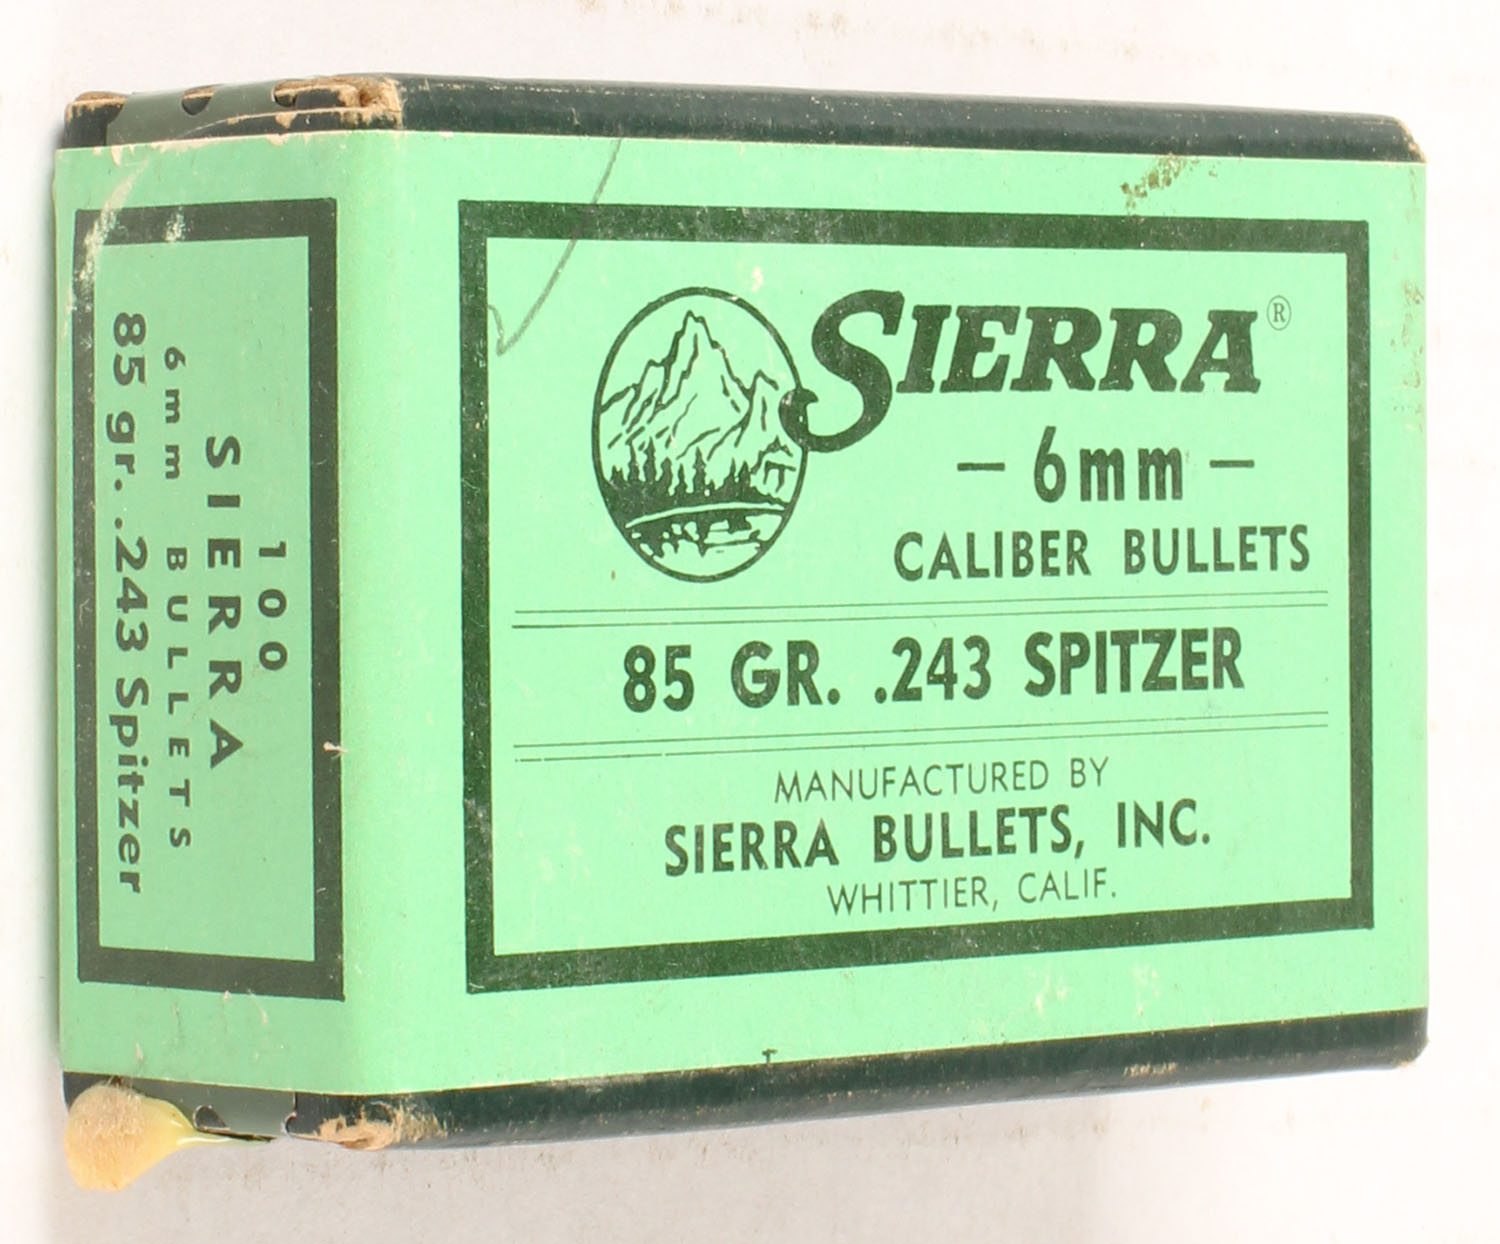 SIERRA®
— 6mm —
CALIBER BULLETS
85 GR. .243 SPITZER
MANUFACTURED BY
SIERRA BULLETS, INC.
WHITTIER, CALIF.
100
SIERRA
6mm BULLETS
85 gr. .243 Spitzer